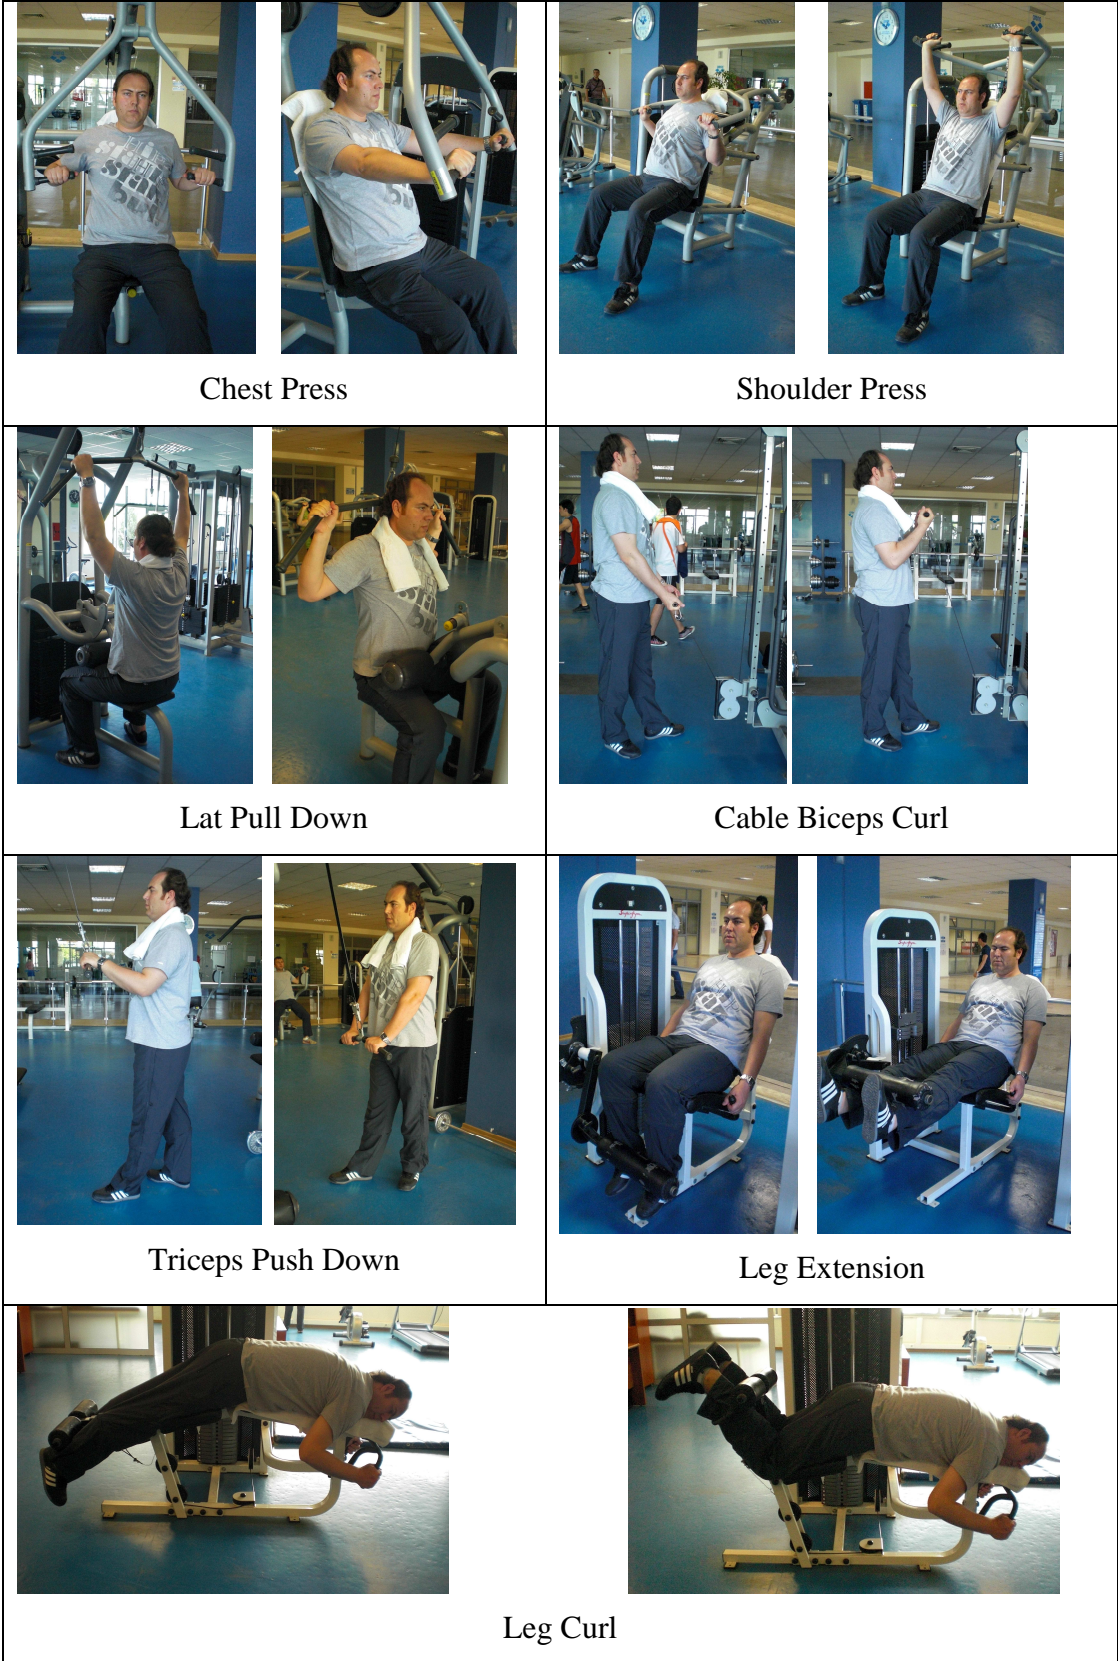 Chest Press
Shoulder Press
Lat Pull Down
Cable Biceps Curl
Triceps Push Down
Leg Extension
Leg Curl